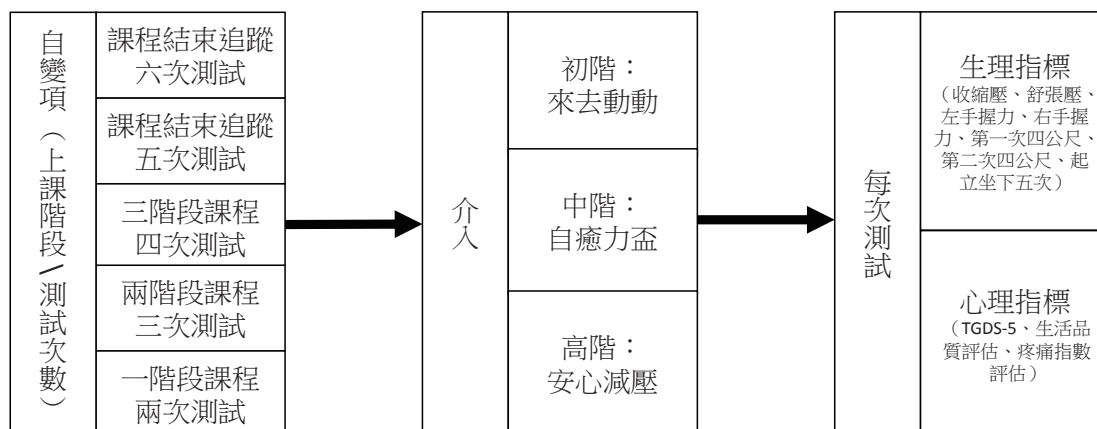 自變項（上課階段\測試次數）
課程結束追蹤
六次測試
課程結束追蹤
五次測試
三階段課程
四次測試
兩階段課程
三次測試
一階段課程
兩次測試
介入
初階：
來去動動
中階：
自癒力盃
高階：
安心減壓
每次測試
生理指標
（收縮壓、舒張壓、
左手握力、右手握
力、第一次四公尺、
第二次四公尺、起
立坐下五次）
心理指標
（TGDS-5、生活品
質評估、疼痛指數
評估）